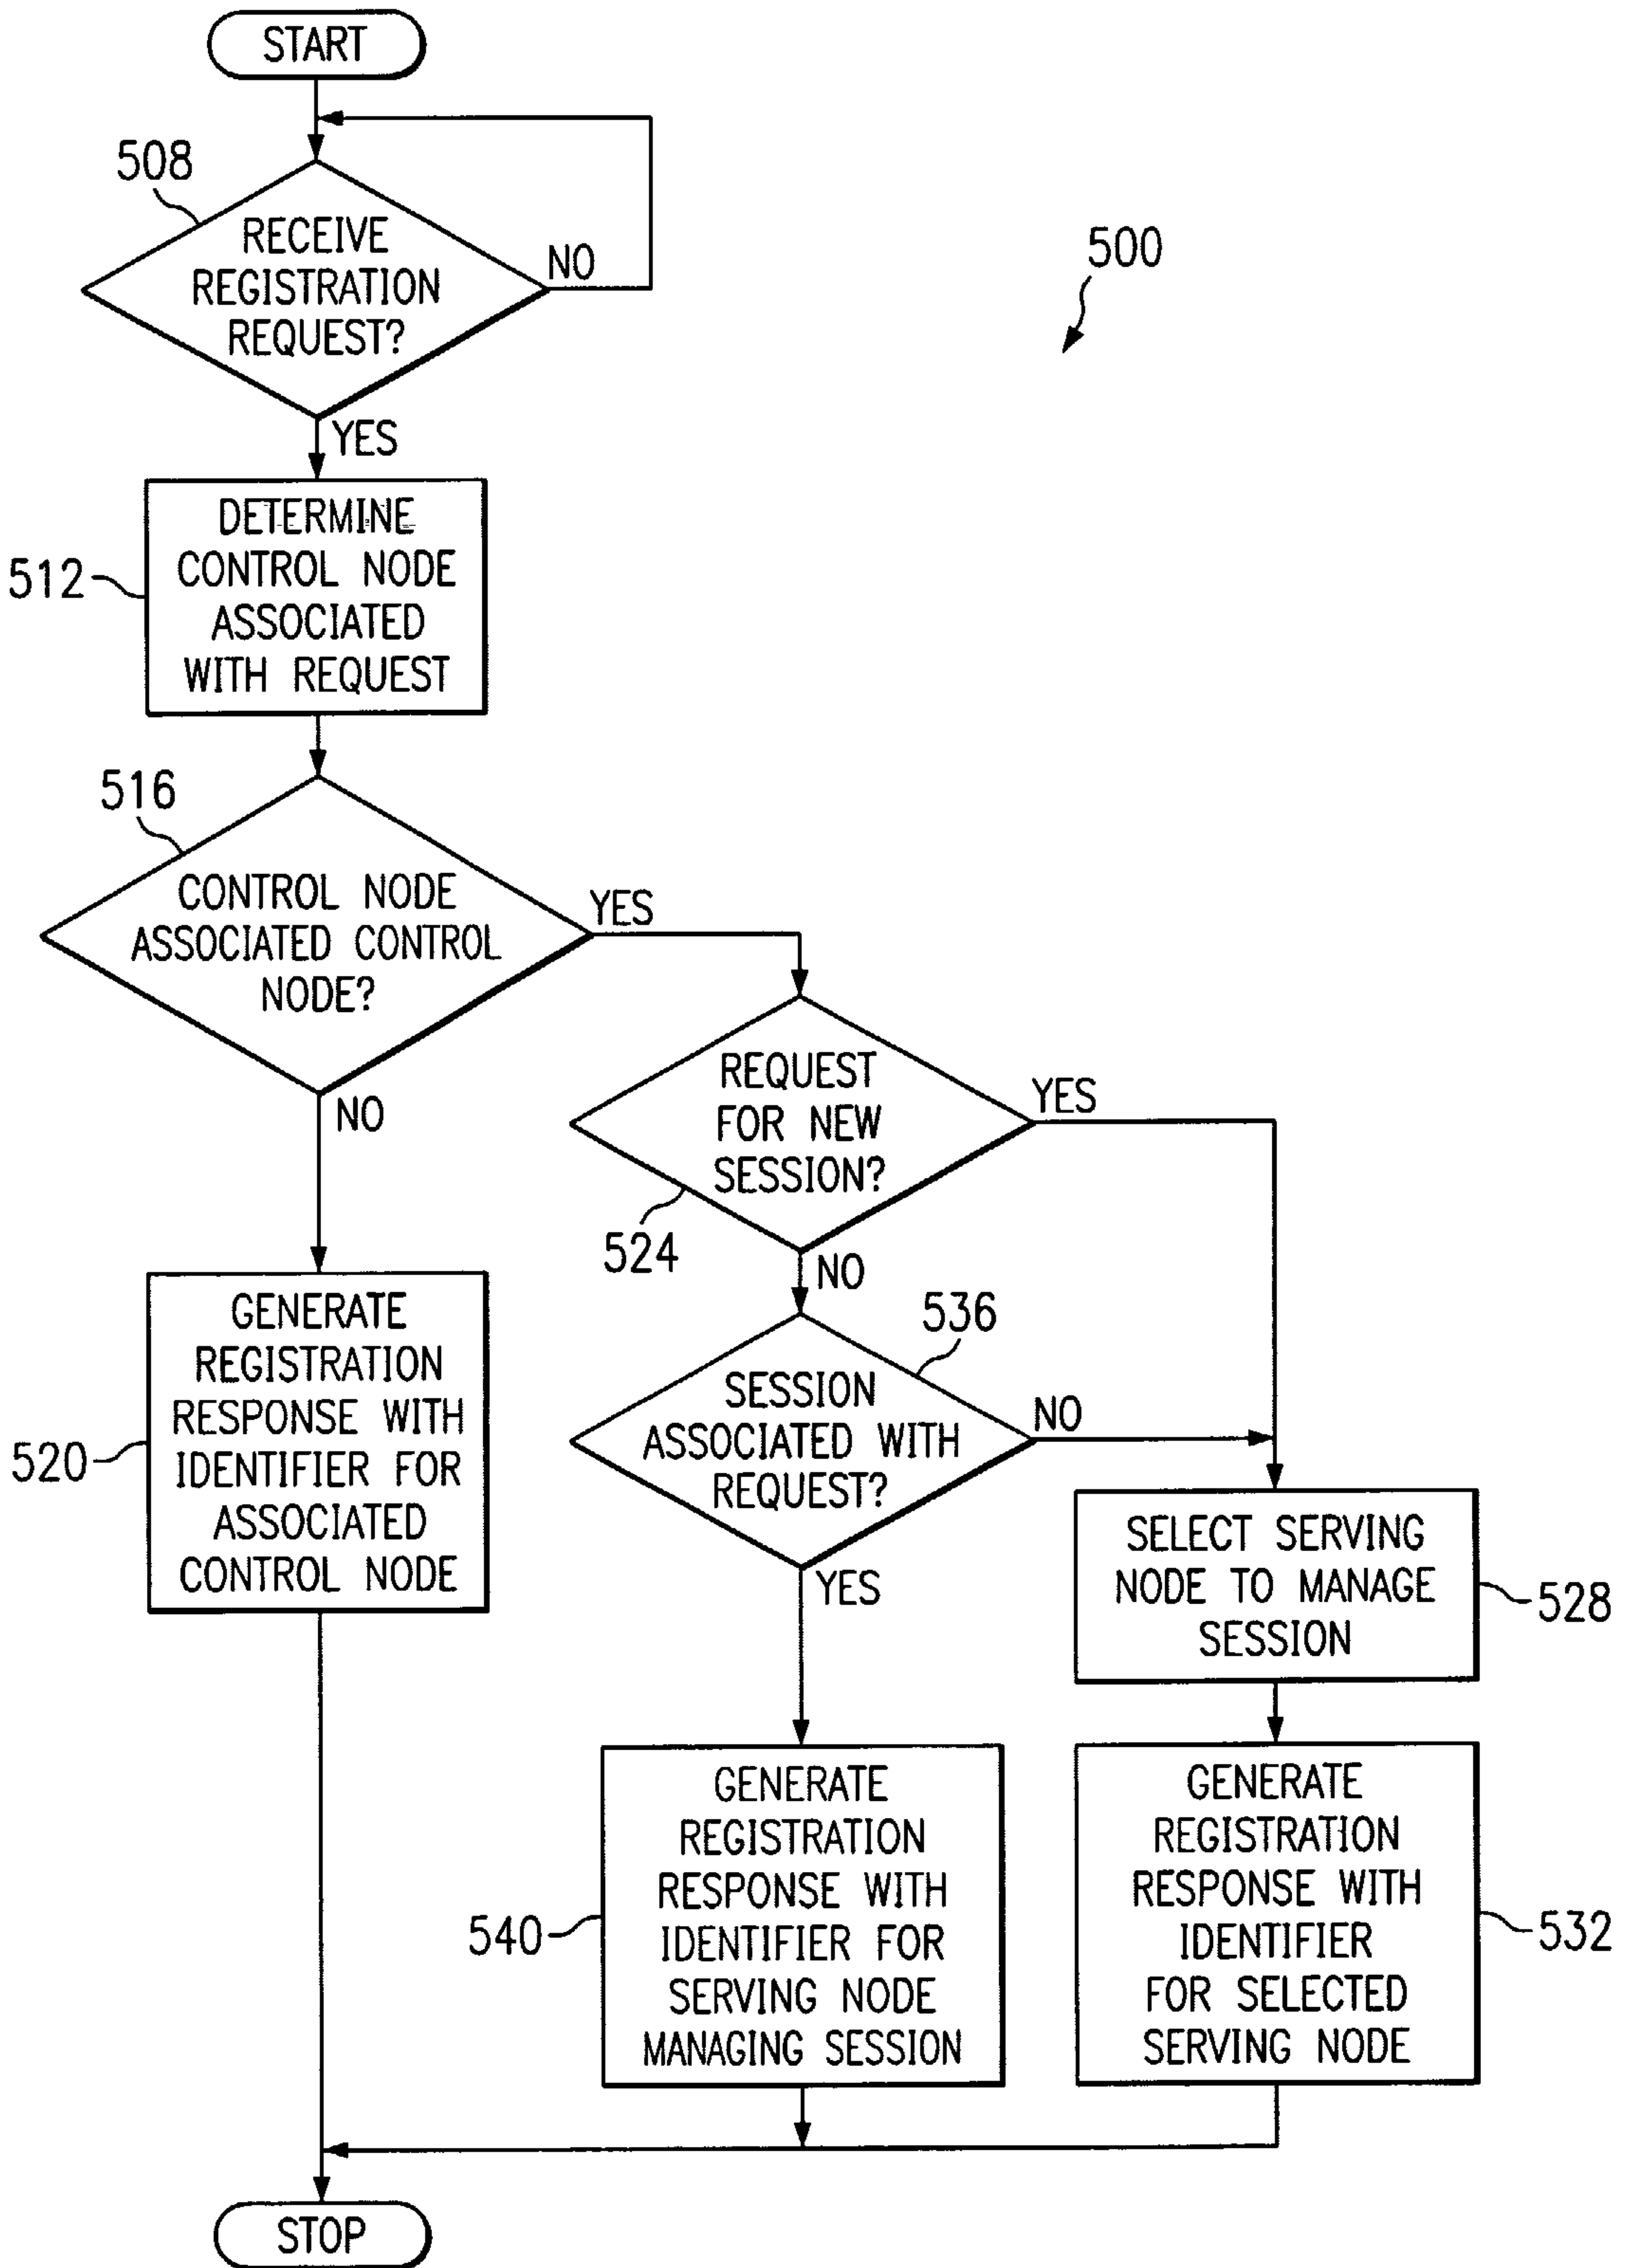 START
508
RECEIVE
REGISTRATION
REQUEST?
NO
500
YES
DETERMINE
CONTROL NODE
ASSOCIATED
WITH REQUEST
512
516
CONTROL NODE
ASSOCIATED CONTROL
NODE?
YES
NO
REQUEST
FOR NEW
SESSION?
YES
524
NO
GENERATE
REGISTRATION
RESPONSE WITH
IDENTIFIER FOR
ASSOCIATED
CONTROL NODE
520
536
SESSION
ASSOCIATED WITH
REQUEST?
NO
YES
SELECT SERVING
NODE TO MANAGE
SESSION
528
GENERATE
REGISTRATION
RESPONSE WITH
IDENTIFIER FOR
SERVING NODE
MANAGING SESSION
540
GENERATE
REGISTRATION
RESPONSE WITH
IDENTIFIER
FOR SELECTED
SERVING NODE
532
STOP